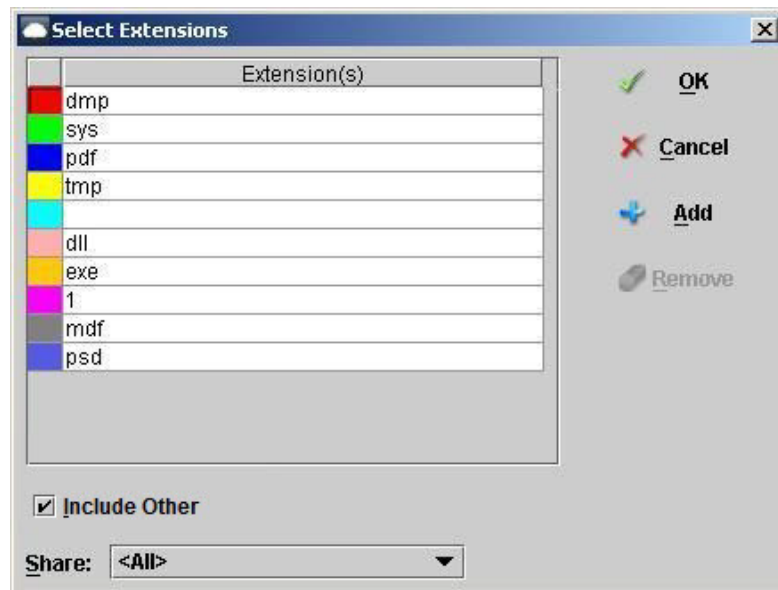 Select Extensions
Extension(s)
dmp
sys
pdf
tmp
dll
exe
1
mdf
psd
OK
Cancel
Add
Remove
Include Other
Share: <All>